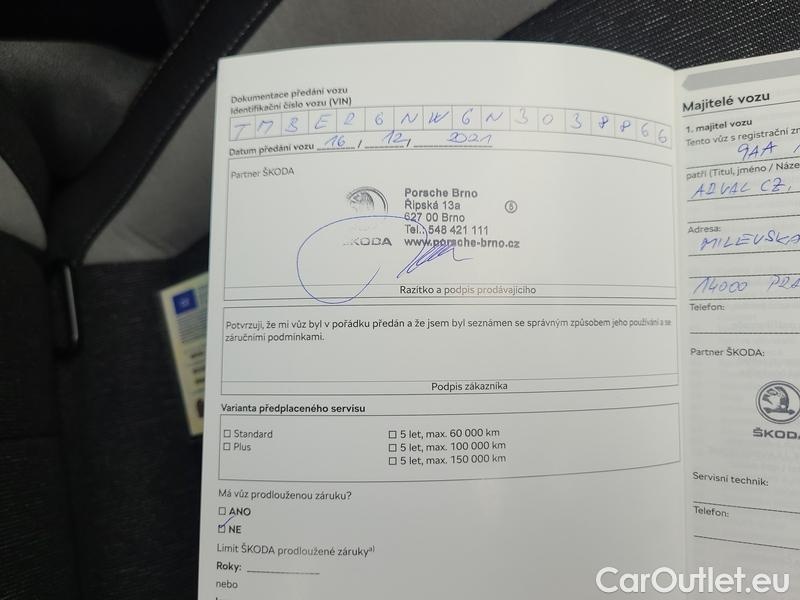 Dokumentace předání vozu
Identifikační číslo vozu (VIN)
TMBER6NW6N3038866
Datum předání vozu 16 / 12 / 2021
Partner ŠKODA
Porsche Brno
Řipská 13a
627 00 Brno
Tel.: 548 421 111
www.porsche-brno.cz
5
ŠKODA
Razítko a podpis prodávajícího
Potvrzuji, že mi vůz byl v pořádku předán a že jsem byl seznámen se správným způsobem jeho používání a se
záručními podmínkami.
Podpis zákazníka
Varianta předplaceného servisu
Standard
Plus
5 let, max. 60 000 km
5 let, max. 100 000 km
5 let, max. 150 000 km
Má vůz prodlouženou záruku?
ANO
NE
Limit ŠKODA prodloužené záruky a)
Roky:
nebo
Majitelé vozu
1. majitel vozu
Tento vůz s registrační zn
9AA
patří (Titul, jméno / Náze
ADVAL CZ,
Adresa:
MILEVSKÁ
14000 PRA
Telefon:
Partner ŠKODA:
ŠKODA
Servisní technik:
Telefon:
CarOutlet.eu